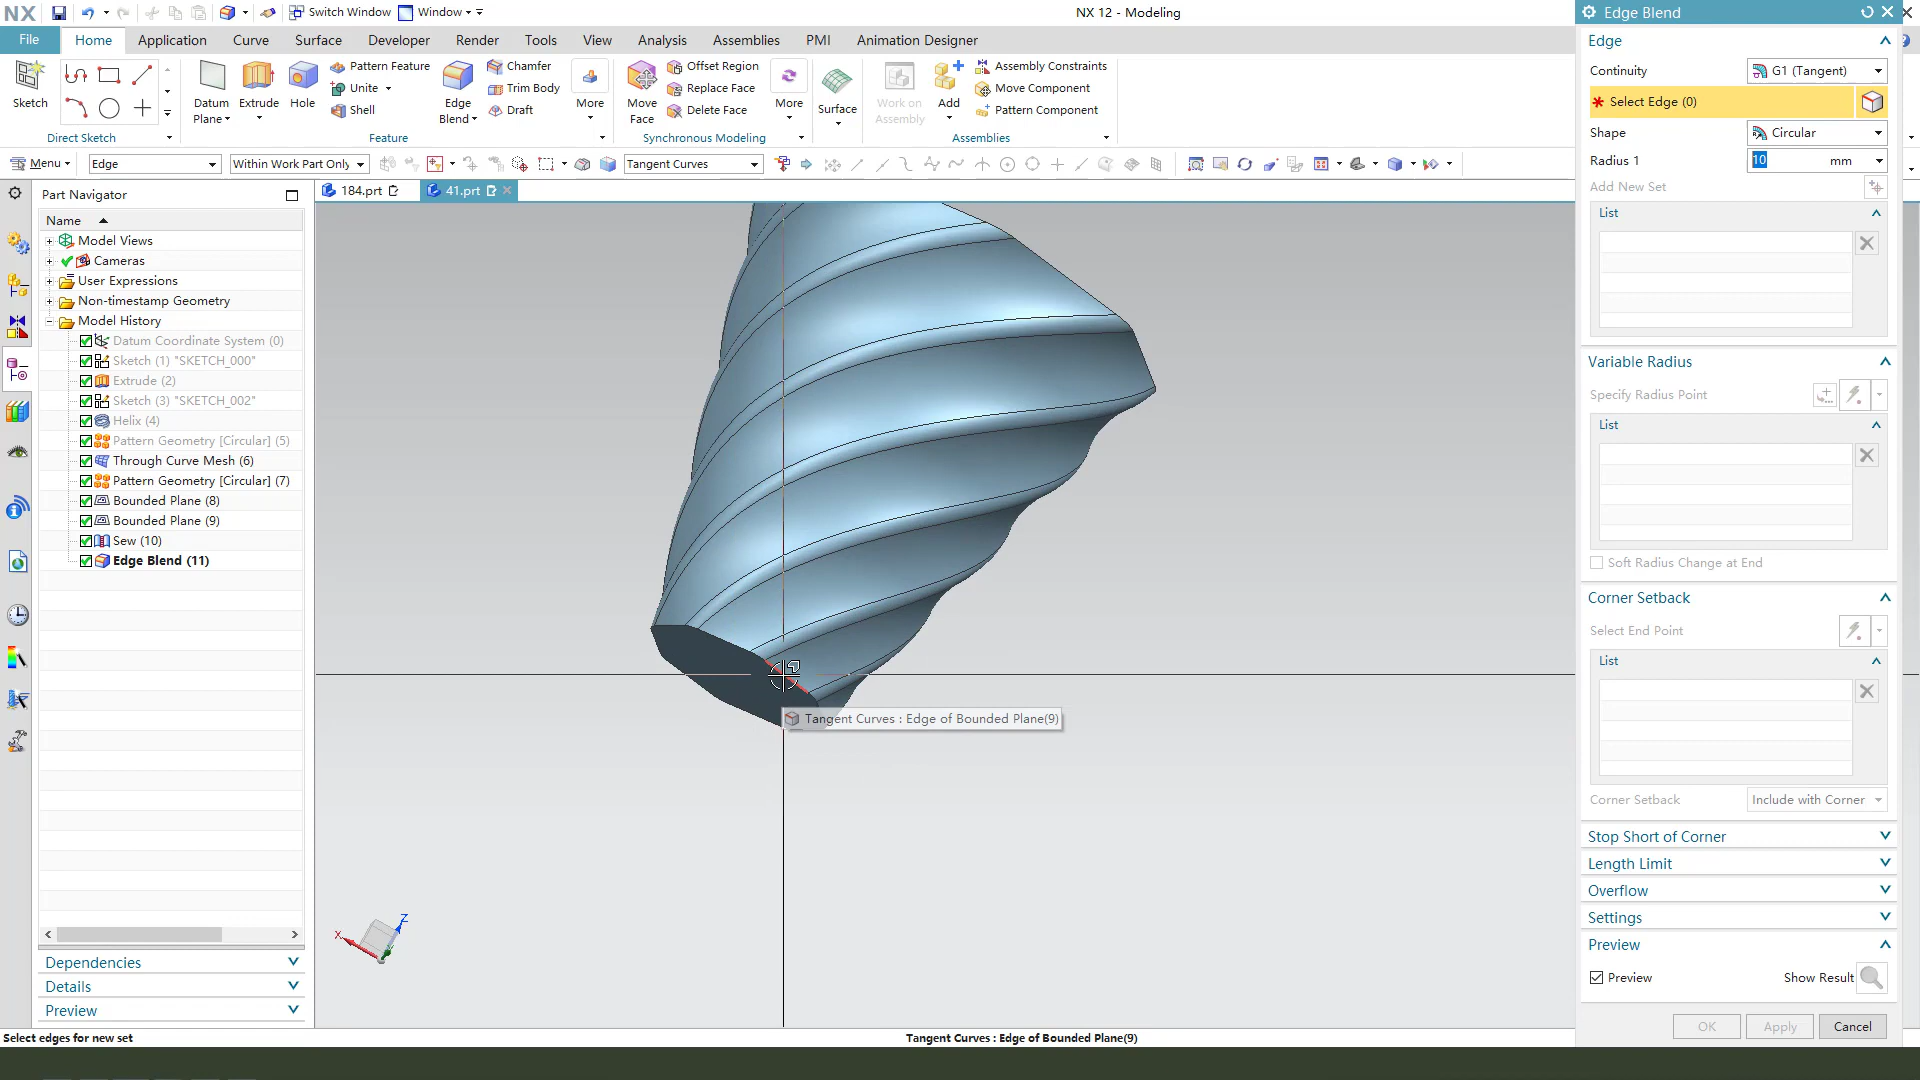 NX
Switch Window
Window
NX 12 - Modeling
Edge Blend
File
Home
Application
Curve
Surface
Developer
Render
Tools
View
Analysis
Assemblies
PMI
Animation Designer
Sketch
Datum
Plane
Extrude
Hole
Pattern Feature
Unite
Shell
Edge
Blend
Chamfer
Trim Body
Draft
More
Move
Face
Offset Region
Replace Face
Delete Face
More
Surface
Work on
Assembly
Add
Assembly Constraints
Move Component
Pattern Component
Direct Sketch
Feature
Synchronous Modeling
Assemblies
Menu
Edge
Within Work Part Only
Tangent Curves
Part Navigator
184.prt
41.prt
Name
Model Views
Cameras
User Expressions
Non-timestamp Geometry
Model History
Datum Coordinate System (0)
Sketch (1) "SKETCH_000"
Extrude (2)
Sketch (3) "SKETCH_002"
Helix (4)
Pattern Geometry [Circular] (5)
Through Curve Mesh (6)
Pattern Geometry [Circular] (7)
Bounded Plane (8)
Bounded Plane (9)
Sew (10)
Edge Blend (11)
Dependencies
Details
Preview
Tangent Curves : Edge of Bounded Plane(9)
X
Z
Edge
Continuity
G1 (Tangent)
Select Edge (0)
Shape
Circular
Radius 1
10
mm
Add New Set
List
Variable Radius
Specify Radius Point
List
Soft Radius Change at End
Corner Setback
Select End Point
List
Corner Setback
Include with Corner
Stop Short of Corner
Length Limit
Overflow
Settings
Preview
Preview
Show Result
OK
Apply
Cancel
Select edges for new set
Tangent Curves : Edge of Bounded Plane(9)